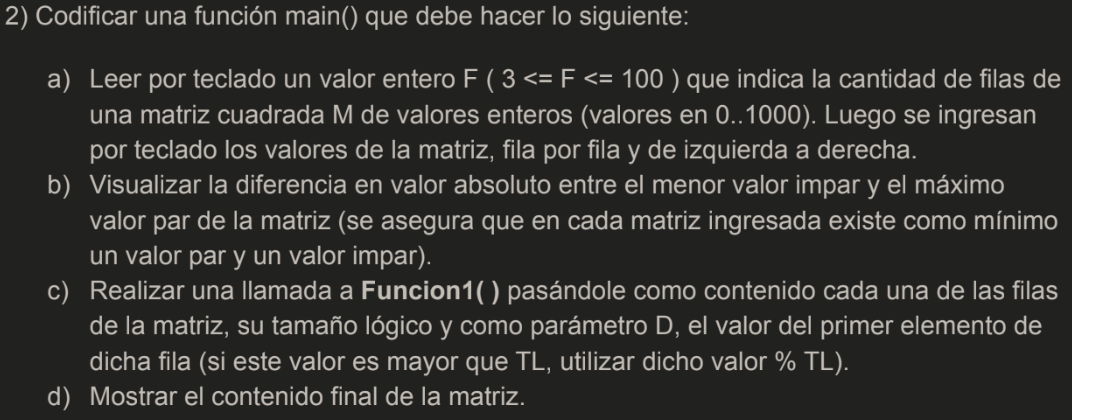 2) Codificar una función main() que debe hacer lo siguiente:
a) Leer por teclado un valor entero F ( 3 <= F <= 100 ) que indica la cantidad de filas de
una matriz cuadrada M de valores enteros (valores en 0..1000). Luego se ingresan
por teclado los valores de la matriz, fila por fila y de izquierda a derecha.
b) Visualizar la diferencia en valor absoluto entre el menor valor impar y el máximo
valor par de la matriz (se asegura que en cada matriz ingresada existe como mínimo
un valor par y un valor impar).
c) Realizar una llamada a Funcion1( ) pasándole como contenido cada una de las filas
de la matriz, su tamaño lógico y como parámetro D, el valor del primer elemento de
dicha fila (si este valor es mayor que TL, utilizar dicho valor % TL).
d) Mostrar el contenido final de la matriz.